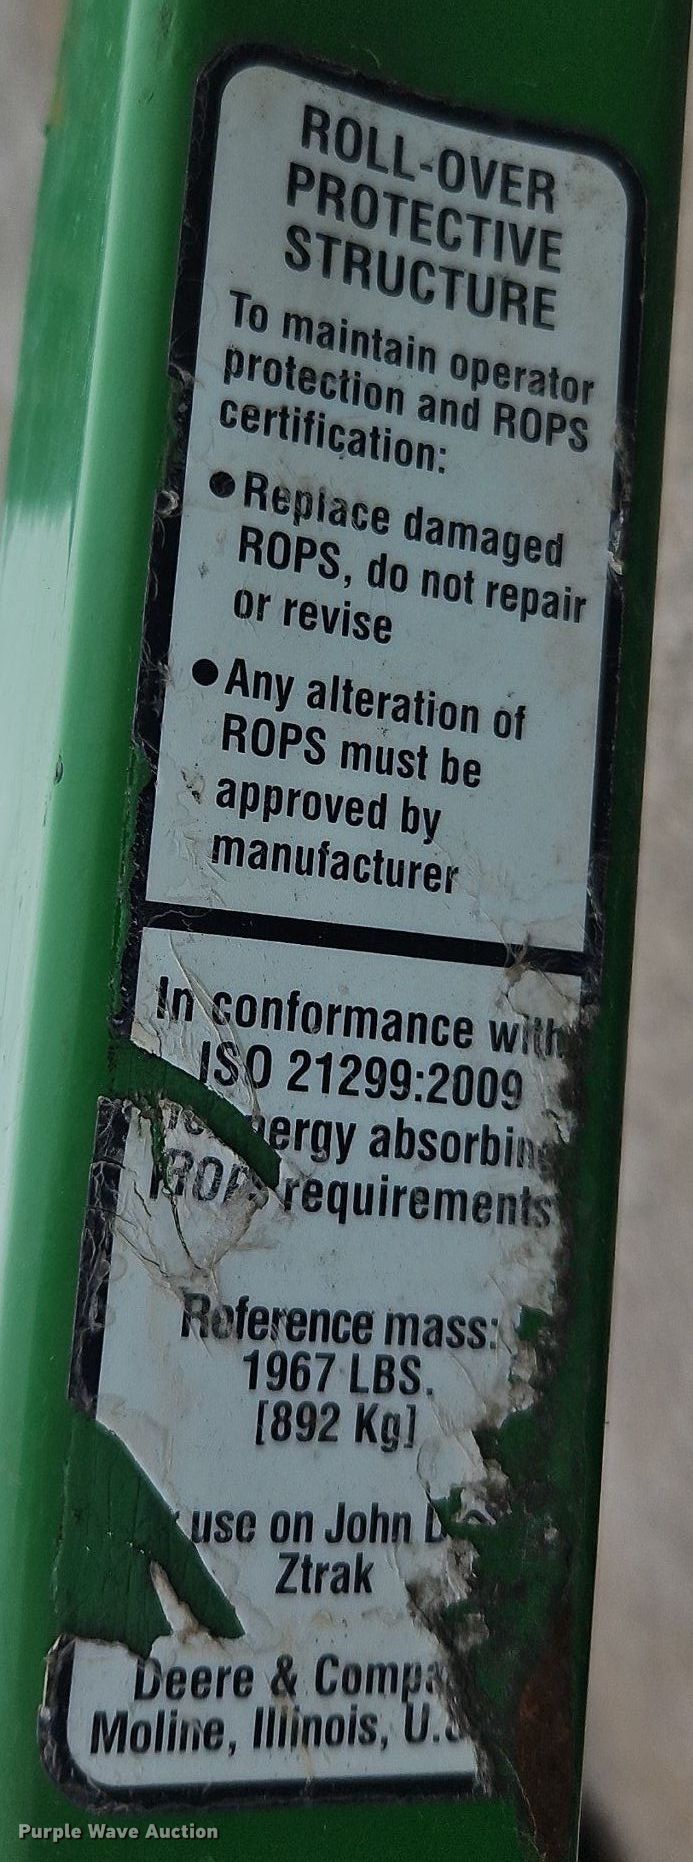 ROLL-OVER
PROTECTIVE
STRUCTURE
To maintain operator
protection and ROPS
certification:
● Replace damaged
ROPS, do not repair
or revise
● Any alteration of
ROPS must be
approved by
manufacturer
In conformance with
ISO 21299:2009
absorbing
ROPS requirements
Reference mass:
1967 LBS.
[892 Kg]
use on John
Ztrak
Deere &
Moline, Illinois,
Purple Wave Auction